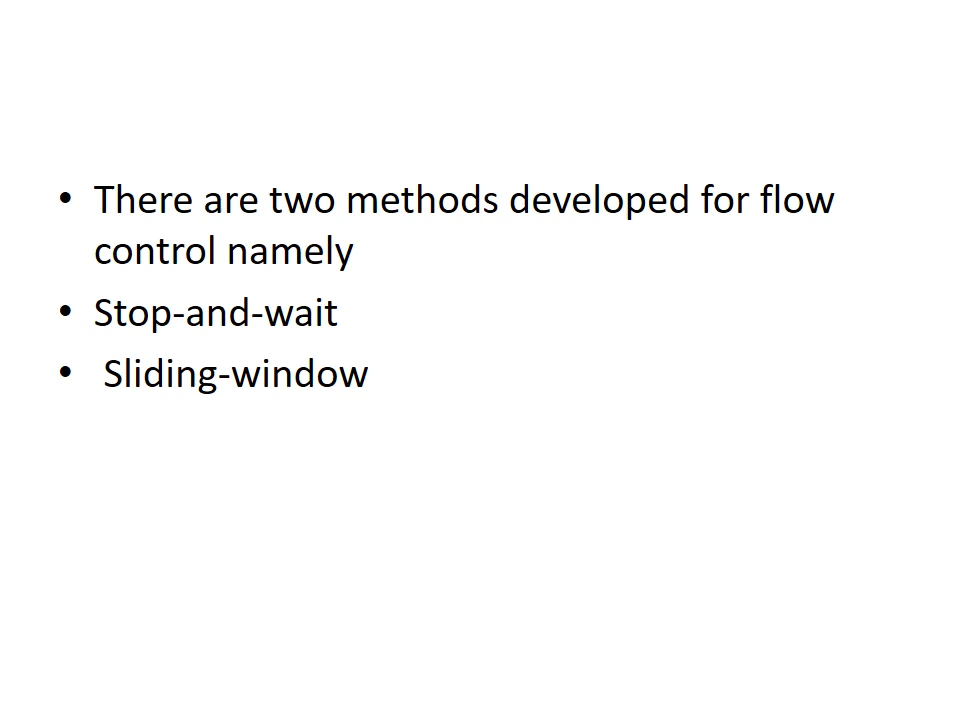 • There are two methods developed for flow
control namely
• Stop-and-wait
• Sliding-window